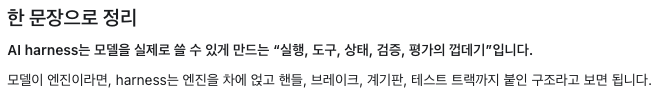 한 문장으로 정리
AI harness는 모델을 실제로 쓸 수 있게 만드는 “실행, 도구, 상태, 검증, 평가의 껍데기”입니다.
모델이 엔진이라면, harness는 엔진을 차에 얹고 핸들, 브레이크, 계기판, 테스트 트랙까지 붙인 구조라고 보면 됩니다.